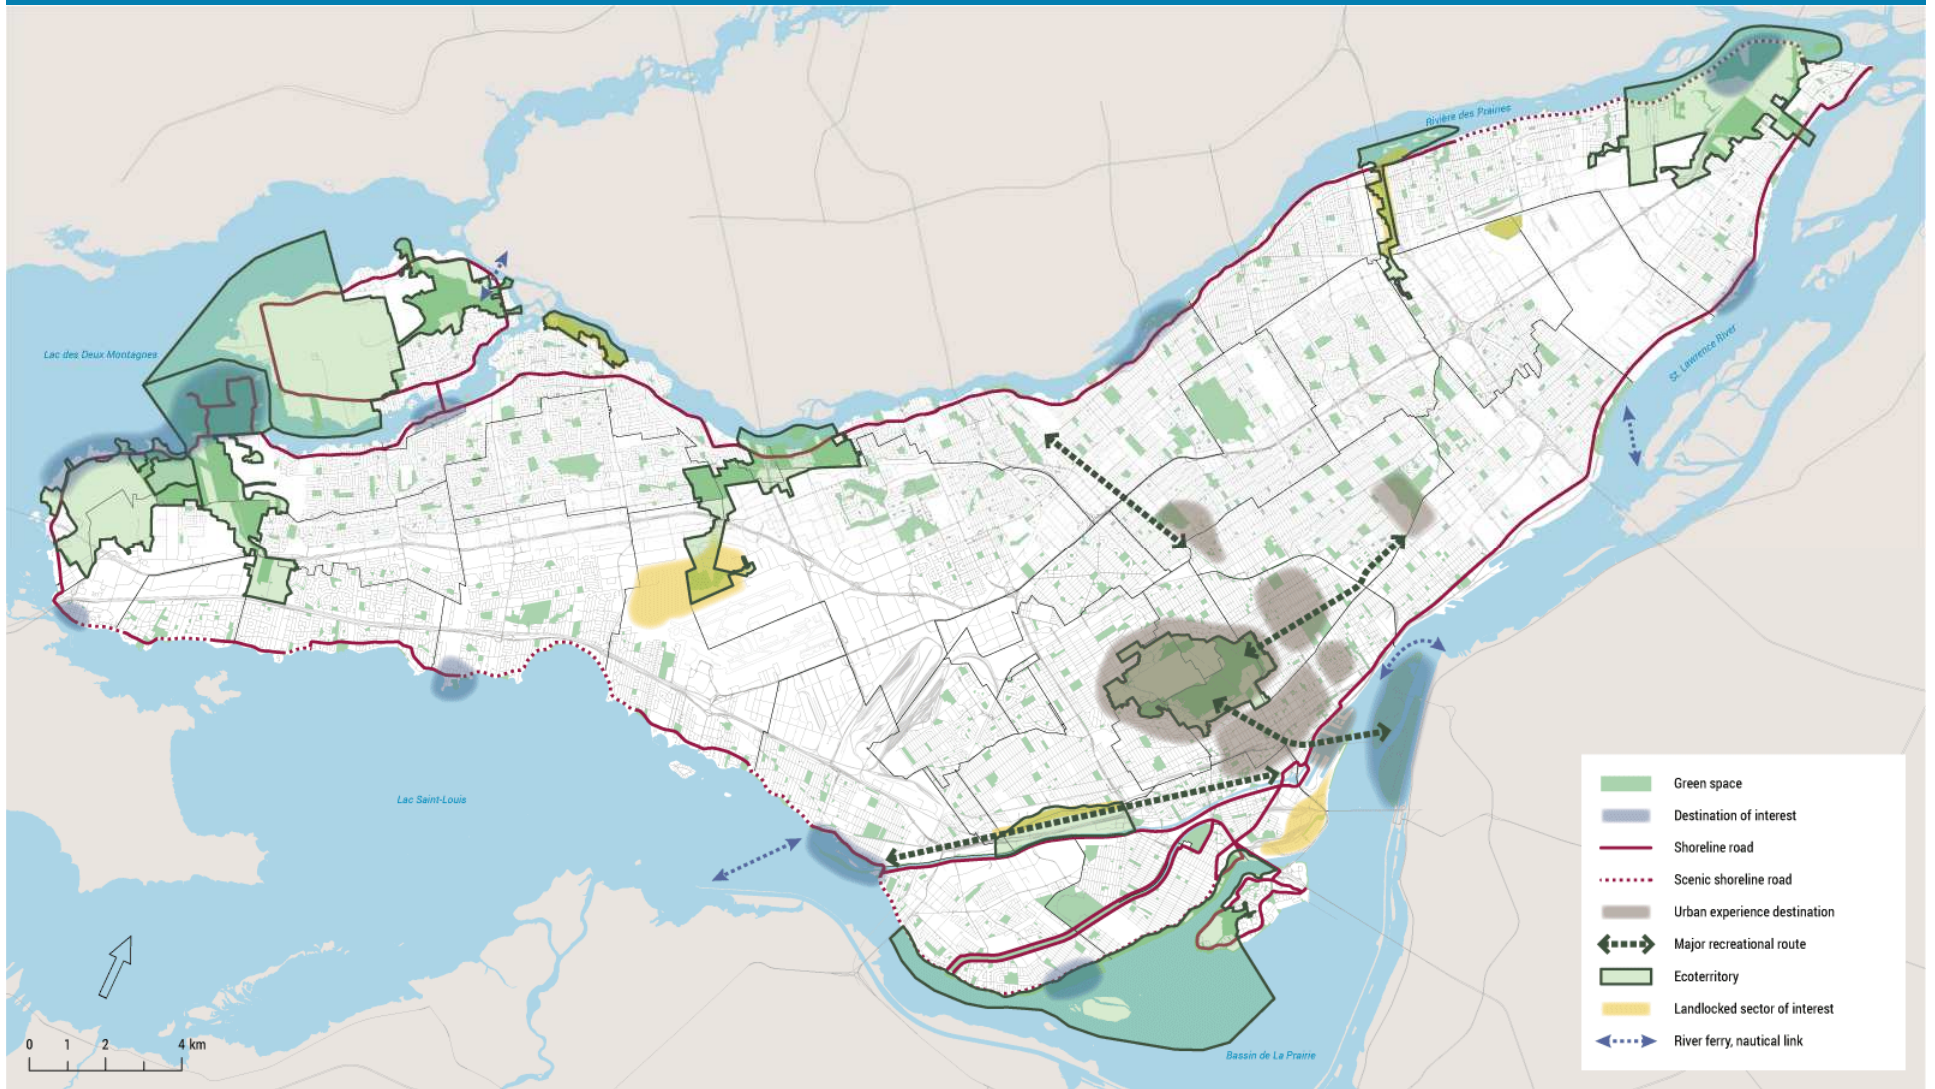 Rivière des Prairies
Lac des Deux Montagnes
St. Lawrence River
Lac Saint-Louis
Bassin de La Prairie
0 1 2 4 km
Green space
Destination of interest
Shoreline road
Scenic shoreline road
Urban experience destination
Major recreational route
Ecoterritory
Landlocked sector of interest
River ferry, nautical link